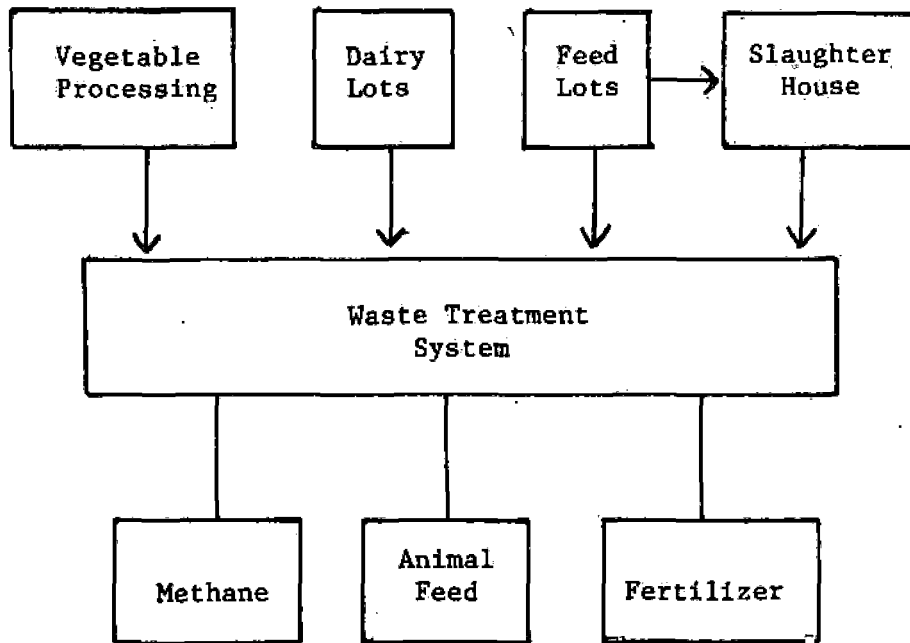 Vegetable
Processing
Dairy
Lots
Feed
Lots
Slaughter
House
Waste Treatment
System
Methane
Animal
Feed
Fertilizer